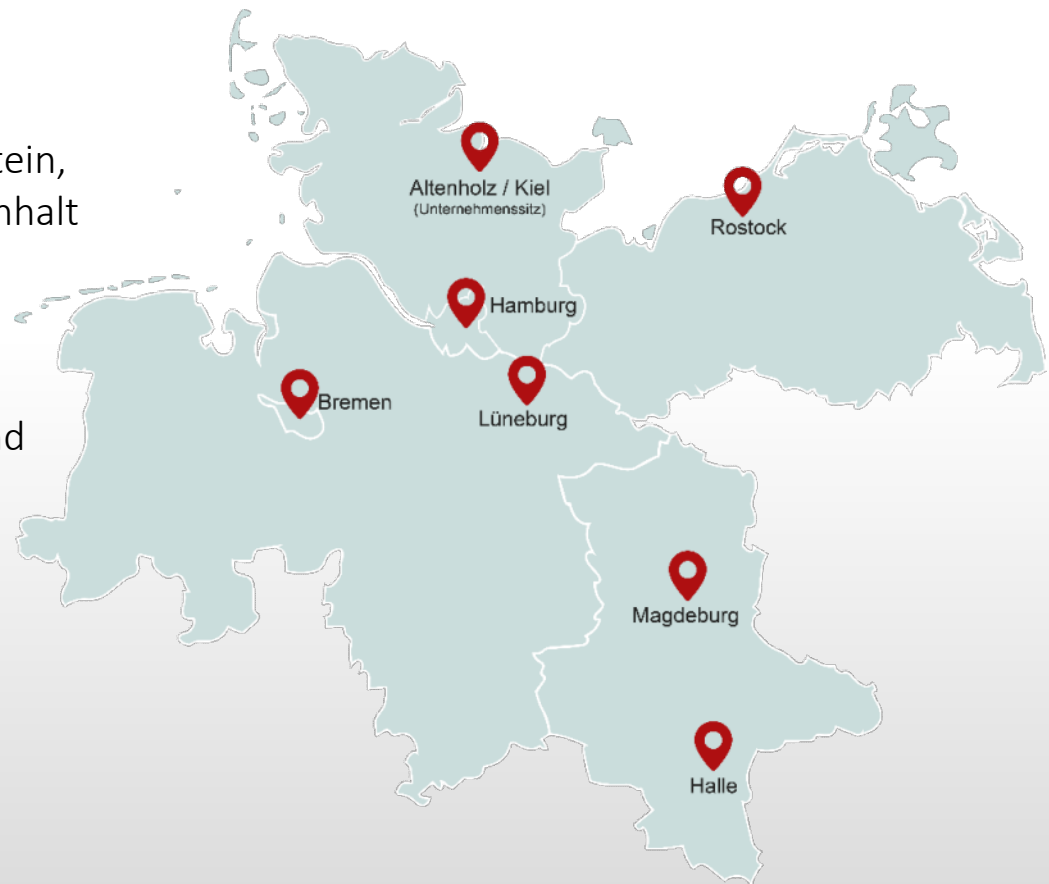 tein,
nhalt
d
Altenholz / Kiel
(Unternehmenssitz)
Rostock
Hamburg
Bremen
Lüneburg
Magdeburg
Halle